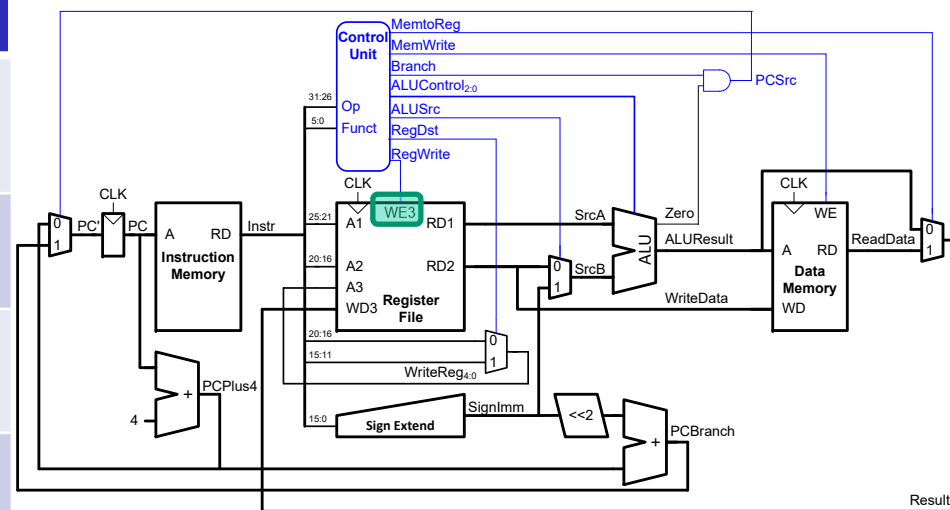 MemtoReg
Control
Unit
MemWrite
Branch
PCSrc
ALUControl2:0
31:26
Op
ALUSrc
5:0
Funct
RegDst
RegWrite
CLK
CLK
CLK
WE3
WE
0
1
PC'
PC
A
RD
Instr
Instruction
Memory
25:21
A1
RD1
SrcA
Zero
ALU
ALUResult
0
1
20:16
A2
RD2
0
1
SrcB
A
RD
ReadData
Data
Memory
A3
WD3
Register
File
WriteData
WD
20:16
0
15:11
1
WriteReg4:0
PCPlus4
+
4
SignImm
15:0
Sign Extend
<<2
+
PCBranch
Result